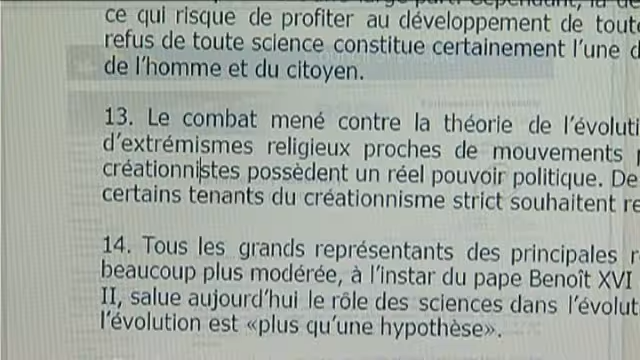 ce qui risque de profiter au développement de toute
refus de toute science constitue certainement l'une d
de l'homme et du citoyen.
13. Le combat mené contre la théorie de l'évoluti
d'extrémismes religieux proches de mouvements
créationnistes possèdent un réel pouvoir politique. De
certains tenants du créationnisme strict souhaitent re
14. Tous les grands représentants des principales r
beaucoup plus modérée, à l'instar du pape Benoît XVI
II, salue aujourd'hui le rôle des sciences dans l'évolut
l'évolution est «plus qu'une hypothèse».